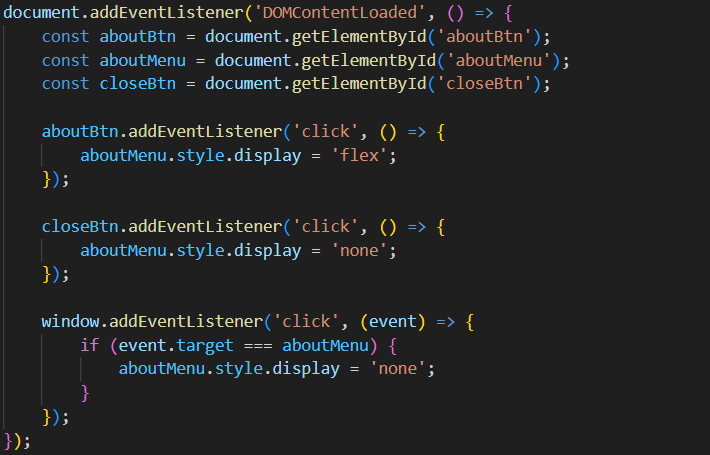 document.addEventListener('DOMContentLoaded', () => {
    const aboutBtn = document.getElementById('aboutBtn');
    const aboutMenu = document.getElementById('aboutMenu');
    const closeBtn = document.getElementById('closeBtn');

    aboutBtn.addEventListener('click', () => {
        aboutMenu.style.display = 'flex';
    });

    closeBtn.addEventListener('click', () => {
        aboutMenu.style.display = 'none';
    });

    window.addEventListener('click', (event) => {
        if (event.target === aboutMenu) {
            aboutMenu.style.display = 'none';
        }
    });
});